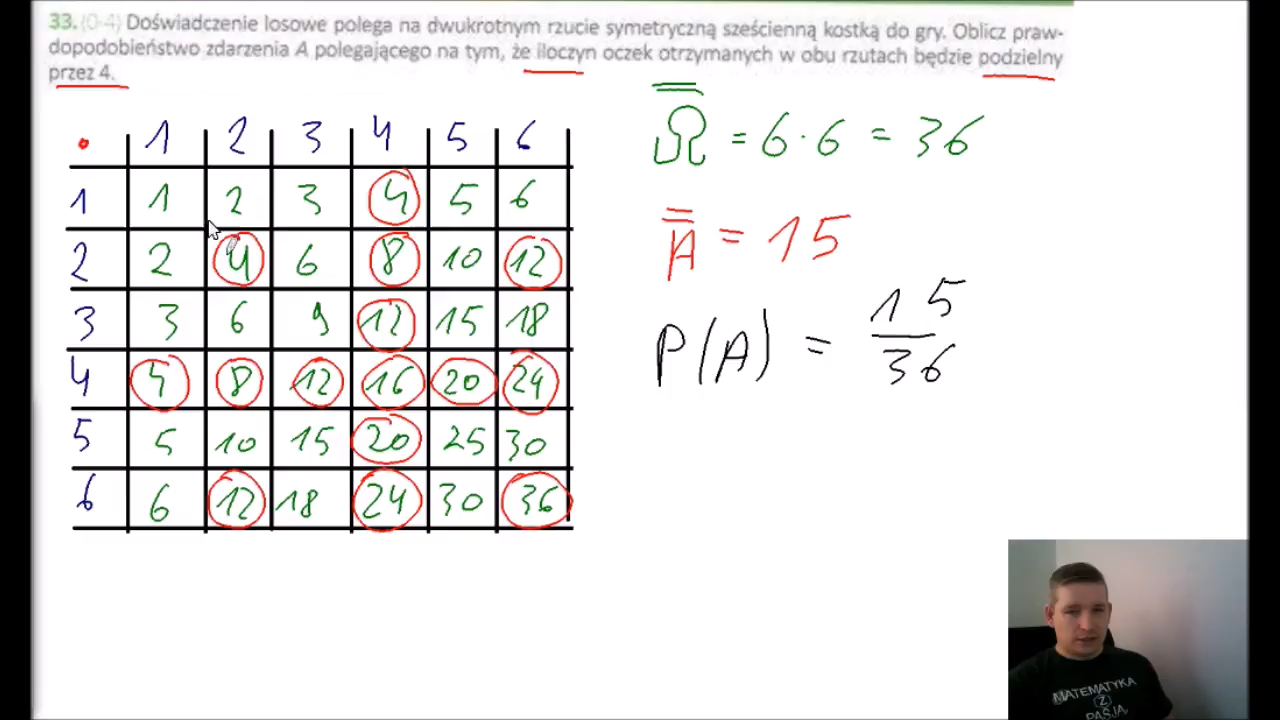 33. (0-4) Doświadczenie losowe polega na dwukrotnym rzucie symetryczną sześcienną kostką do gry. Oblicz praw-
dopodobieństwo zdarzenia A polegającego na tym, że iloczyn oczek otrzymanych w obu rzutach będzie podzielny
przez 4.
• 1 2 3 4 5 6
1 1 2 3 4 5 6
2 2 4 6 8 10 12
3 3 6 9 12 15 18
4 4 8 12 16 20 24
5 5 10 15 20 25 30
6 6 12 18 24 30 36
Ω = 6·6 = 36
A = 15
P(A) = 15
36
MATEMATYKA
Z
PASJĄ